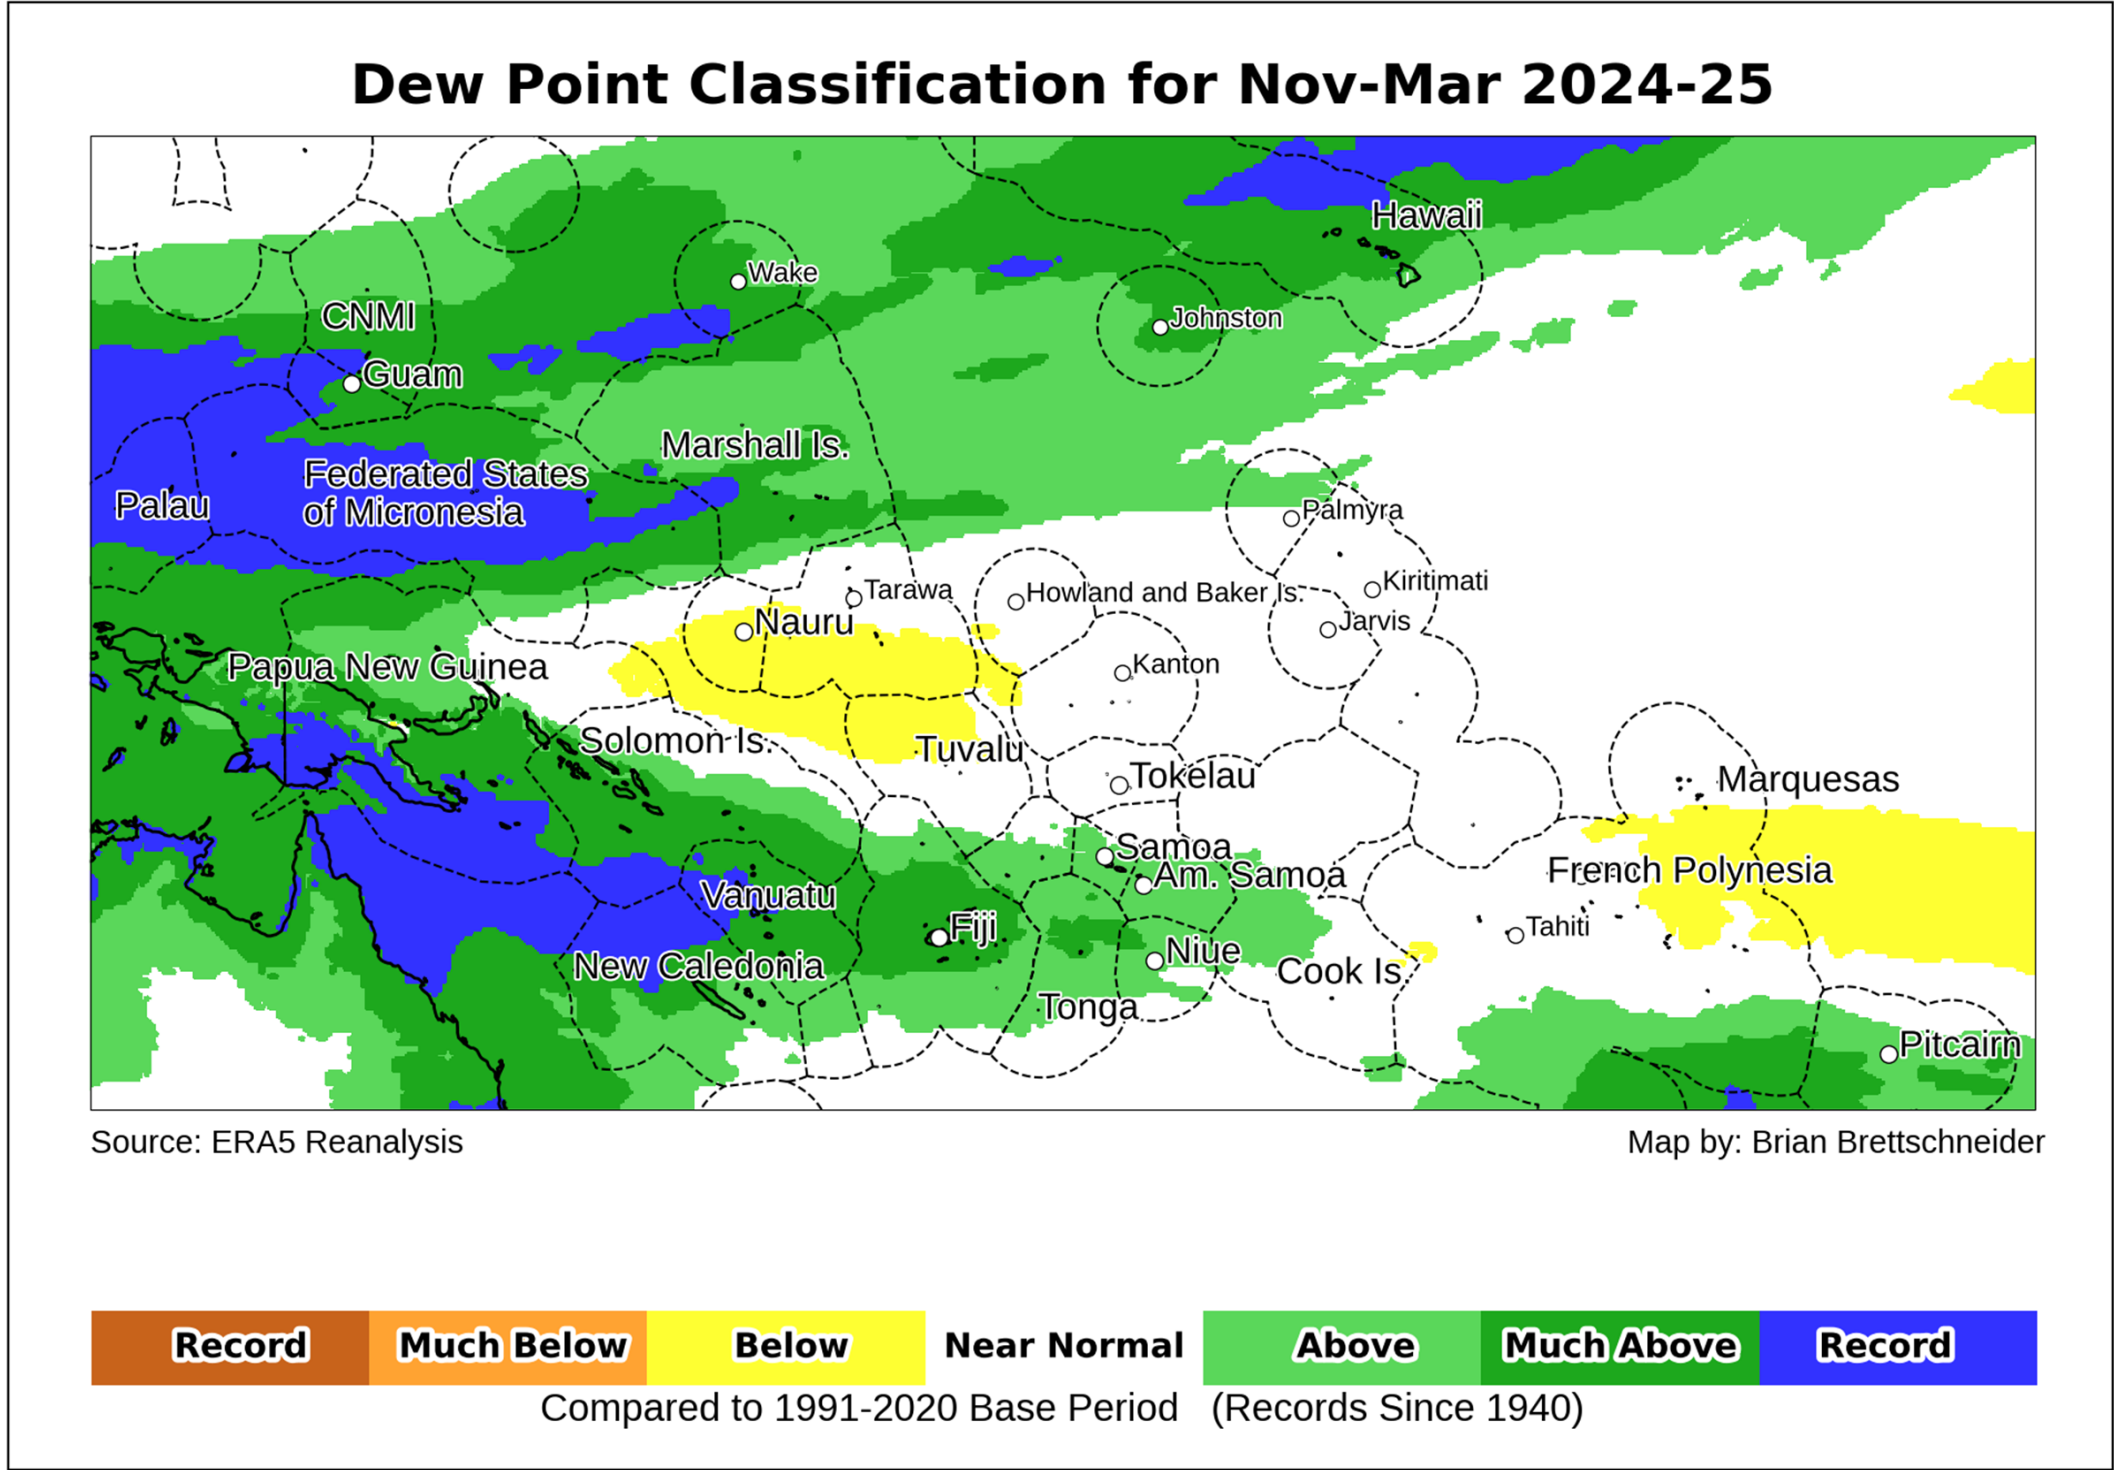 Dew Point Classification for Nov-Mar 2024-25
Hawaii
Wake
CNMI
Johnston
Guam
Marshall Is.
Federated States
of Micronesia
Palau
Palmyra
Tarawa
Howland and Baker Is.
Kiritimati
Nauru
Jarvis
Papua New Guinea
Kanton
Solomon Is.
Tuvalu
Tokelau
Marquesas
Samoa
Am. Samoa
French Polynesia
Vanuatu
Fiji
Tahiti
Niue
New Caledonia
Cook Is.
Tonga
Pitcairn
Source: ERA5 Reanalysis
Map by: Brian Brettschneider
Record Much Below Below Near Normal Above Much Above Record
Compared to 1991-2020 Base Period (Records Since 1940)